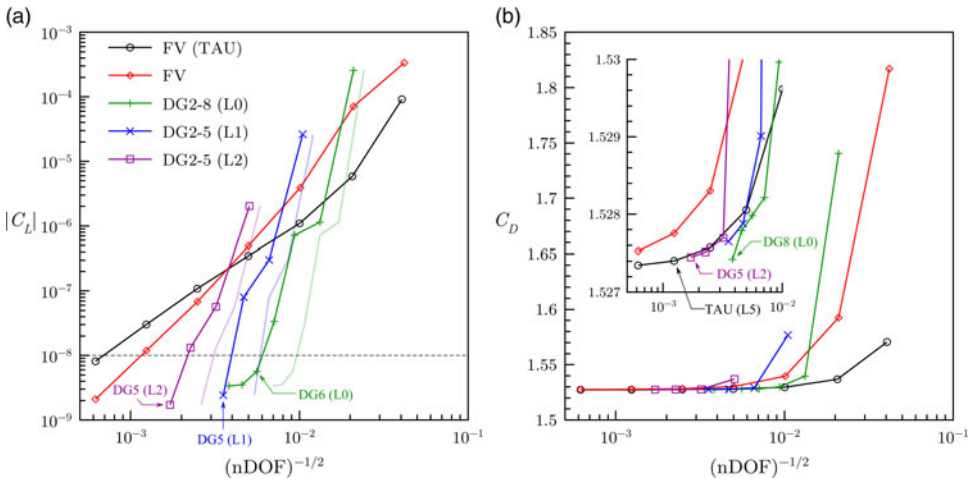 (a)
10⁻³
10⁻⁴
10⁻⁵
10⁻⁶
10⁻⁷
10⁻⁸
10⁻⁹
|C_L|
FV (TAU)
FV
DG2-8 (L0)
DG2-5 (L1)
DG2-5 (L2)
DG5 (L2)
DG5 (L1)
DG6 (L0)
10⁻³
10⁻²
10⁻¹
(nDOF)⁻¹/²
(b)
1.85
1.8
1.75
1.7
1.65
1.6
1.55
1.5
C_D
1.53
1.529
1.528
1.527
DG8 (L0)
DG5 (L2)
TAU (L5)
10⁻³
10⁻²
10⁻³
10⁻²
10⁻¹
(nDOF)⁻¹/²